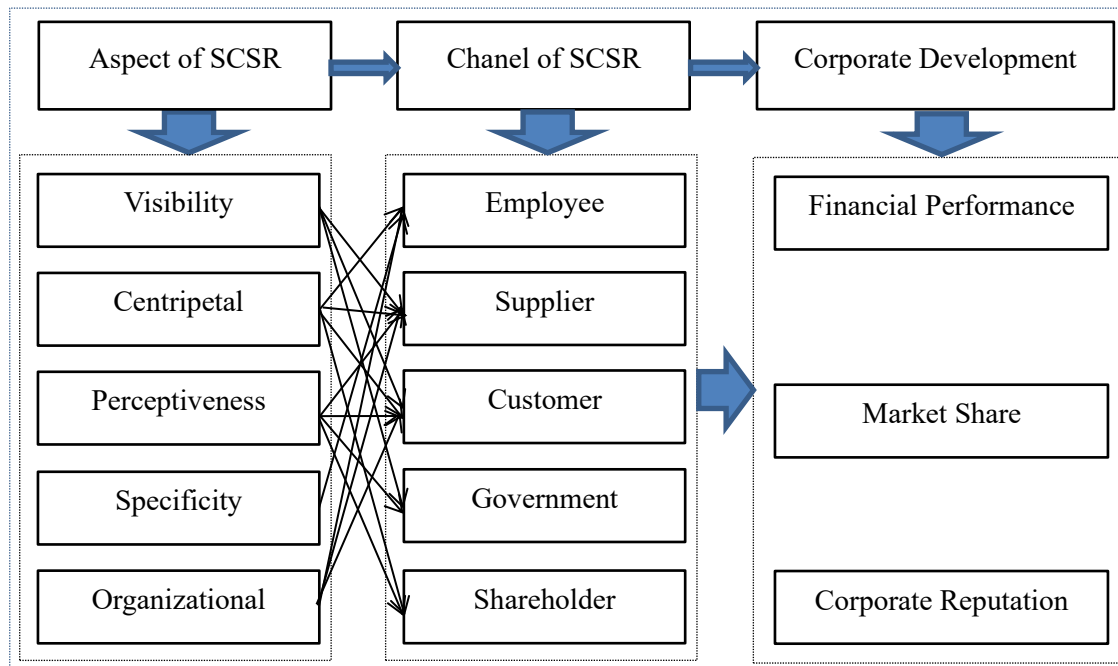 Aspect of SCSR
Chanel of SCSR
Corporate Development
Visibility
Centripetal
Perceptiveness
Specificity
Organizational
Employee
Supplier
Customer
Government
Shareholder
Financial Performance
Market Share
Corporate Reputation